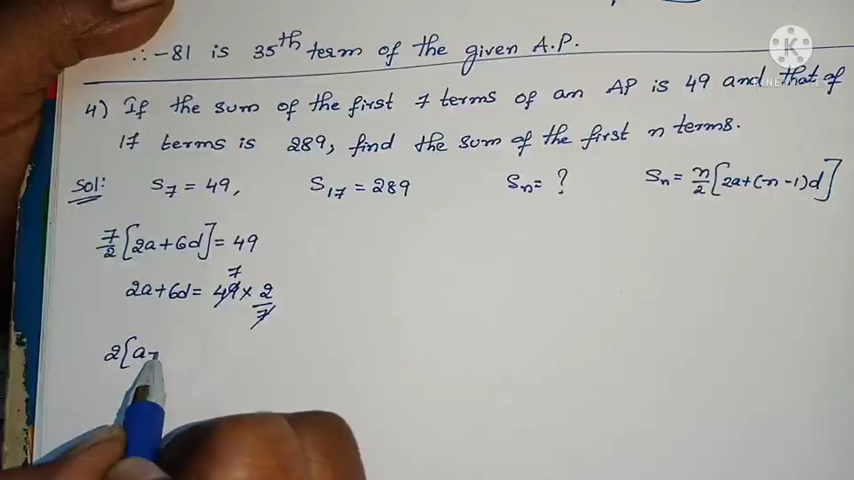 ∴ -81 is 35th term of the given A.P.
4) If the sum of the first 7 terms of an AP is 49 and that of
17 terms is 289, find the sum of the first n terms.
Sol: S7 = 49, S17 = 289 Sn = ? Sn = n/2[2a+(n-1)d]
7/2[2a+6d] = 49
7
2a+6d = 49 × 2/7
2[a-
K